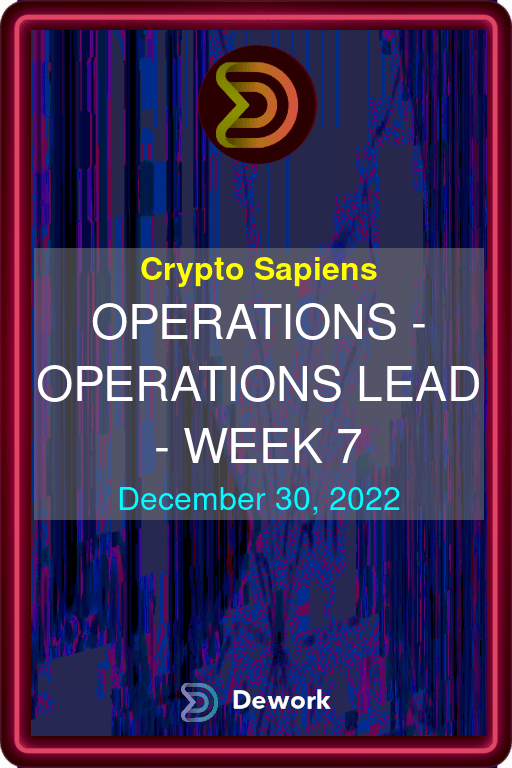 Crypto Sapiens
OPERATIONS -
OPERATIONS LEAD
- WEEK 7
December 30, 2022
Dework